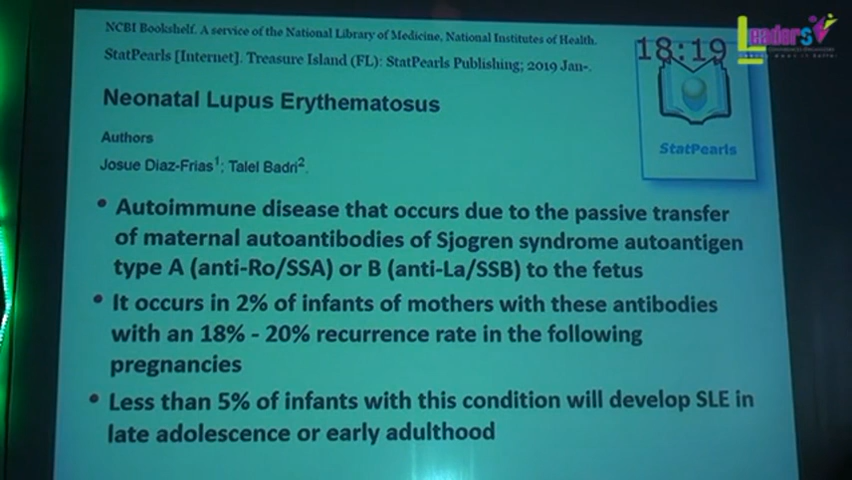 NCBI Bookshelf. A service of the National Library of Medicine, National Institutes of Health.
StatPearls [Internet]. Treasure Island (FL): StatPearls Publishing; 2019 Jan-.
18:19
Leaders
Neonatal Lupus Erythematosus
StatPearls
Authors
Josue Diaz-Frias1; Talel Badri2.
• Autoimmune disease that occurs due to the passive transfer
of maternal autoantibodies of Sjogren syndrome autoantigen
type A (anti-Ro/SSA) or B (anti-La/SSB) to the fetus
• It occurs in 2% of infants of mothers with these antibodies
with an 18% - 20% recurrence rate in the following
pregnancies
• Less than 5% of infants with this condition will develop SLE in
late adolescence or early adulthood